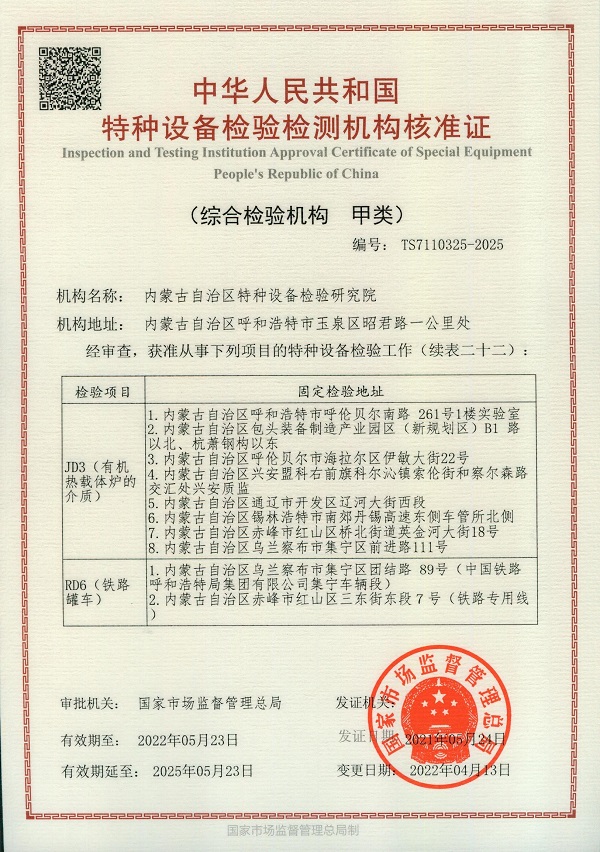 中华人民共和国
特种设备检验检测机构核准证
Inspection and Testing Institution Approval Certificate of Special Equipment
People's Republic of China
（综合检验机构　甲类）
编号： TS7110325-2025
机构名称： 内蒙古自治区特种设备检验研究院
机构地址： 内蒙古自治区呼和浩特市玉泉区昭君路一公里处
经审查，获准从事下列项目的特种设备检验工作（续表二十二）：
检验项目 固定检验地址
JD3（有机
热载体炉的
介质）
1. 内蒙古自治区呼和浩特市呼伦贝尔南路 261号1楼实验室
2. 内蒙古自治区包头装备制造产业园区（新规划区）B1 路
以北、杭萧钢构以东
3. 内蒙古自治区呼伦贝尔市海拉尔区伊敏大街22号
4. 内蒙古自治区兴安盟科右前旗科尔沁镇索伦街和察尔森路
交汇处兴安质监
5. 内蒙古自治区通辽市开发区辽河大街西段
6. 内蒙古自治区锡林浩特市南郊丹锡高速东侧车管所北侧
7. 内蒙古自治区赤峰市红山区桥北街道英金河大街18号
8. 内蒙古自治区乌兰察布市集宁区前进路111号
RD6（铁路
罐车）
1. 内蒙古自治区乌兰察布市集宁区团结路 89号（中国铁路
呼和浩特局集团有限公司集宁车辆段）
2. 内蒙古自治区赤峰市红山区三东街东段７号（铁路专用线
）
审批机关： 国家市场监督管理总局 发证机关：
国家市场监督管理总局
有效期至： 2022年05月23日 发证日期： 2021年05月24日
有效期延至： 2025年05月23日 变更日期： 2022年04月13日
国家市场监督管理总局制